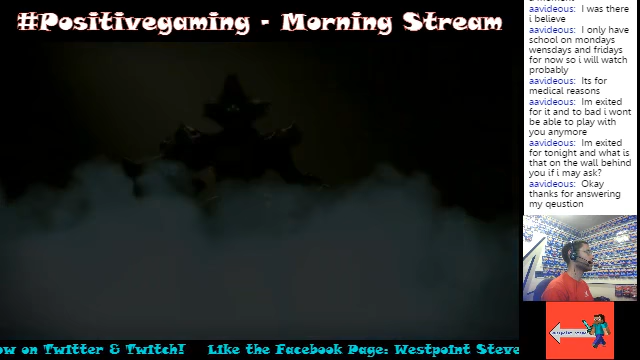 #Positivegaming - Morning Stream
aavideous: I was there
i believe
aavideous: I only have
school on mondays
wensdays and fridays
for now so i will watch
probably
aavideous: Its for
medical reasons
aavideous: Im exited
for it and to bad i wont
be able to play with
you anymore
aavideous: Im exited
for tonight and what is
that on the wall behind
you if i may ask?
aavideous: Okay
thanks for answering
my qeustion
ow on Twitter & Twitch! Like the Facebook Page: Westpoint Steve